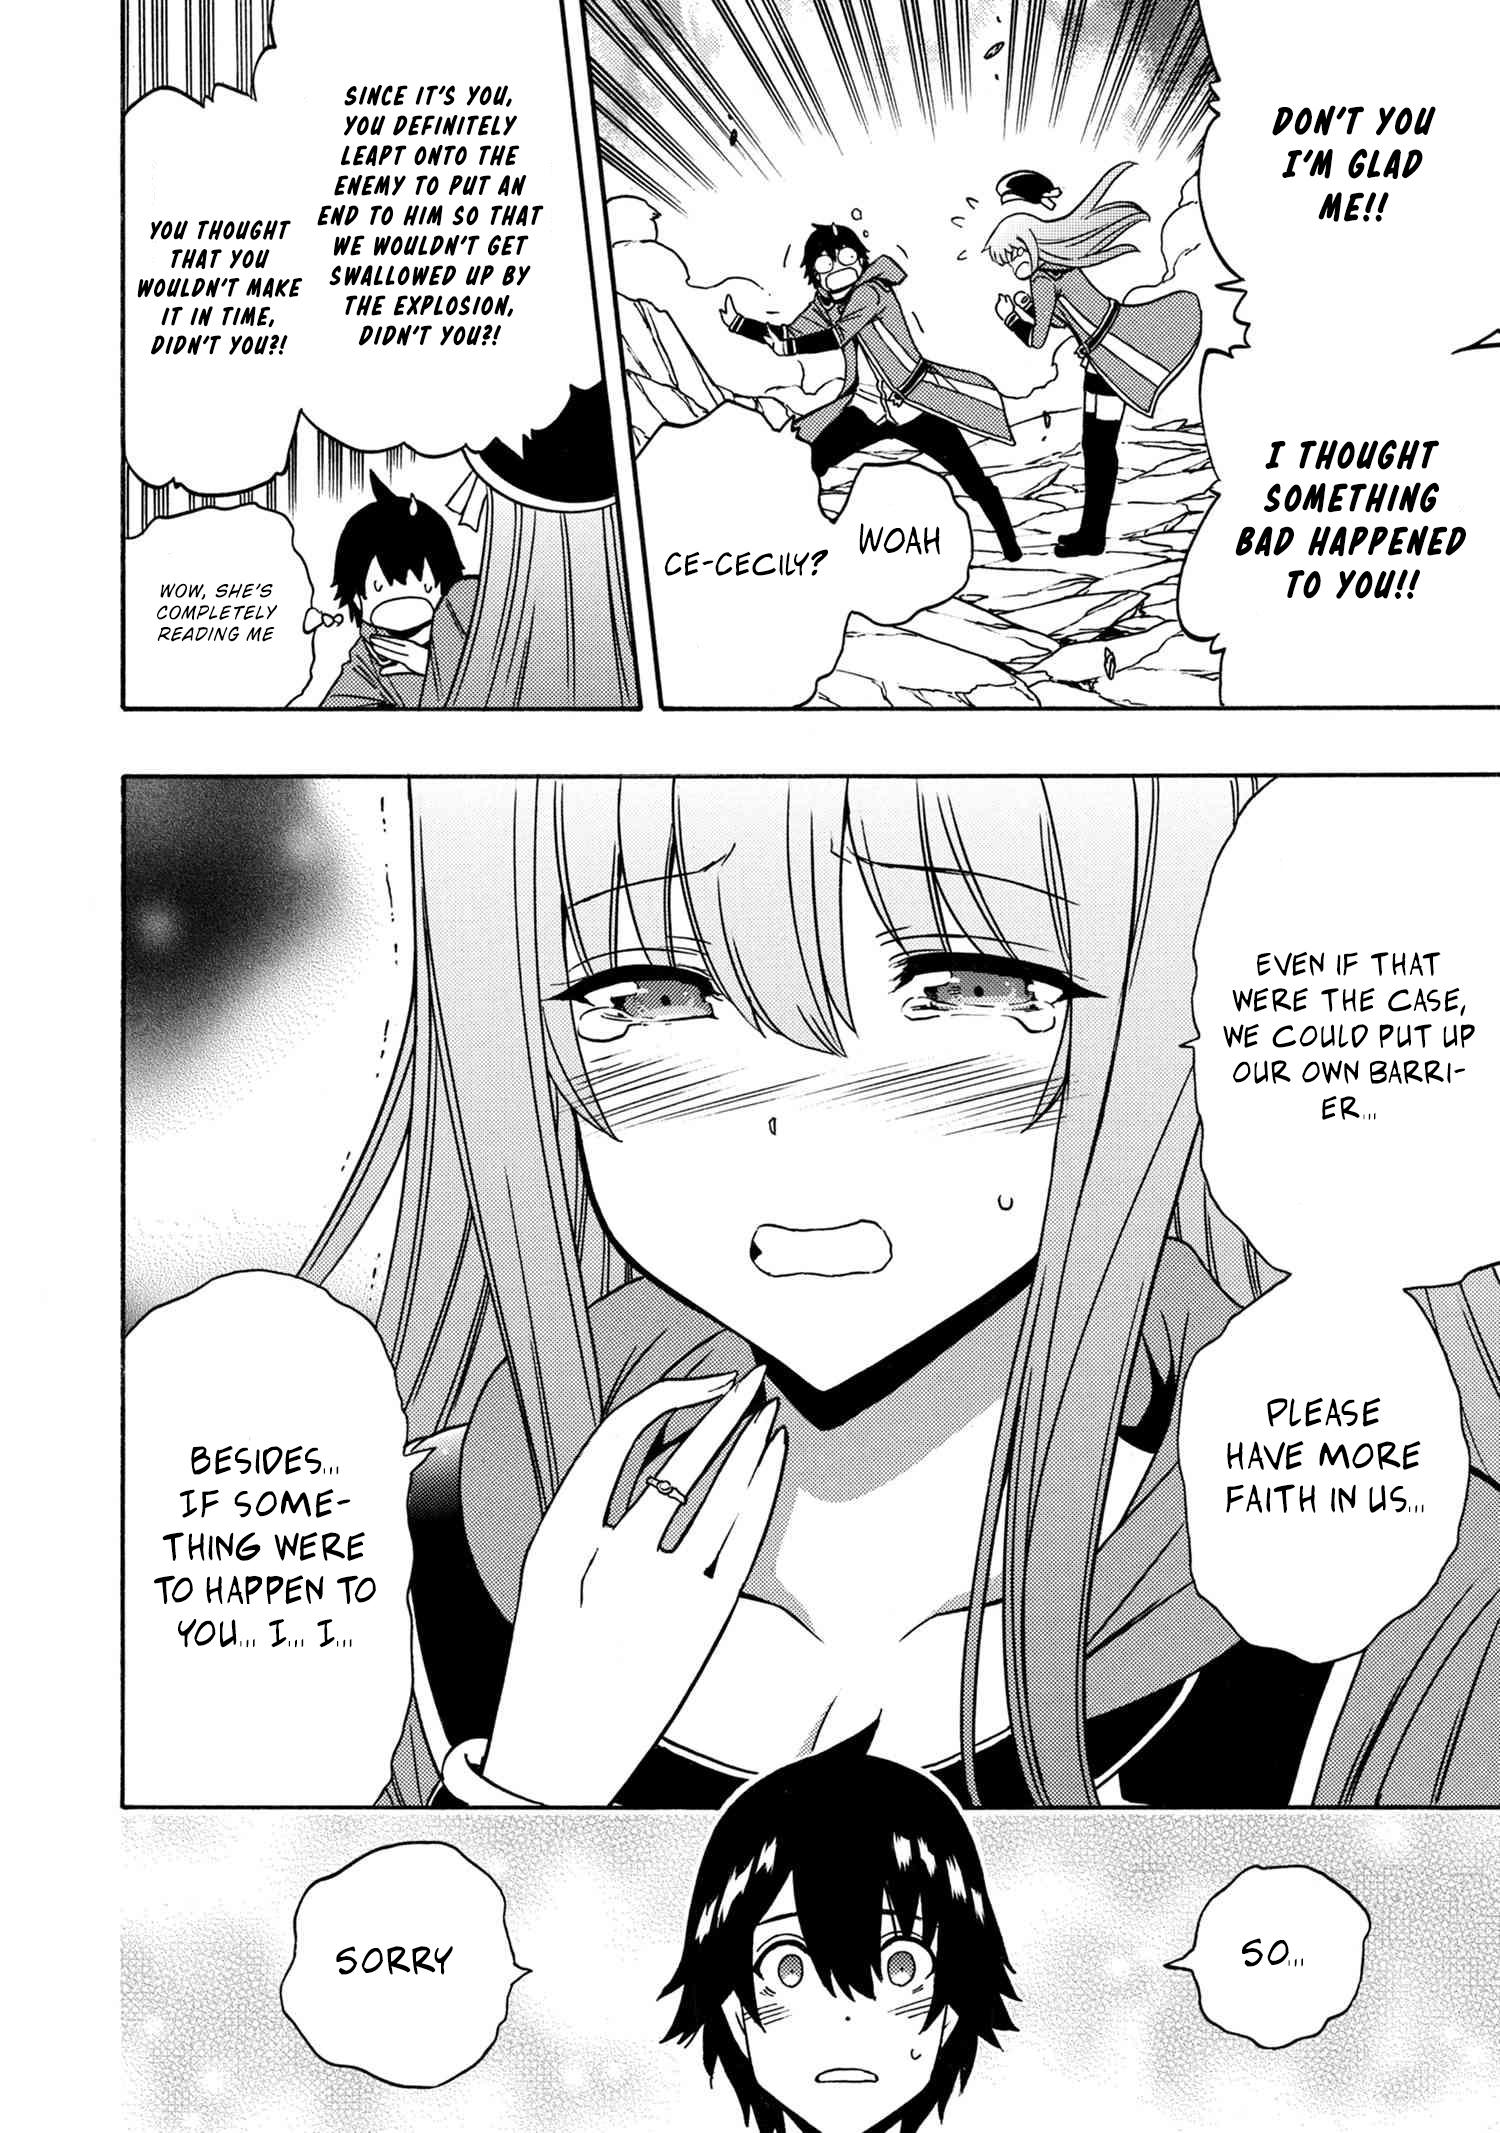 DON'T YOU
I'M GLAD
ME!!
I THOUGHT
SOMETHING
BAD HAPPENED
TO YOU!!
WOAH
CE-CECILY?
SINCE IT'S YOU,
YOU DEFINITELY
LEAPT ONTO THE
ENEMY TO PUT AN
END TO HIM SO THAT
WE WOULDN'T GET
SWALLOWED UP BY
THE EXPLOSION,
DIDN'T YOU?!
YOU THOUGHT
THAT YOU
WOULDN'T MAKE
IT IN TIME,
DIDN'T YOU?!
WOW, SHE'S
COMPLETELY
READING ME
EVEN IF THAT
WERE THE CASE,
WE COULD PUT UP
OUR OWN BARRI-
ER...
PLEASE
HAVE MORE
FAITH IN US...
BESIDES...
IF SOME-
THING WERE
TO HAPPEN TO
YOU... I... I...
SO...
SORRY